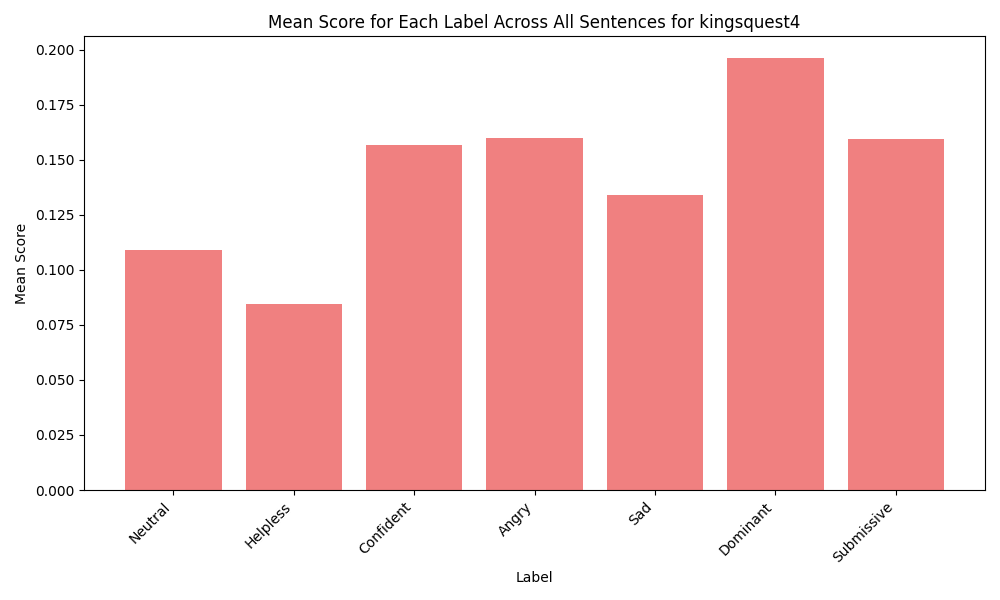 Mean Score for Each Label Across All Sentences for kingsquest4
0.200
0.175
0.150
0.125
0.100
0.075
0.050
0.025
0.000
Mean Score
Neutral
Helpless
Confident
Angry
Sad
Dominant
Submissive
Label